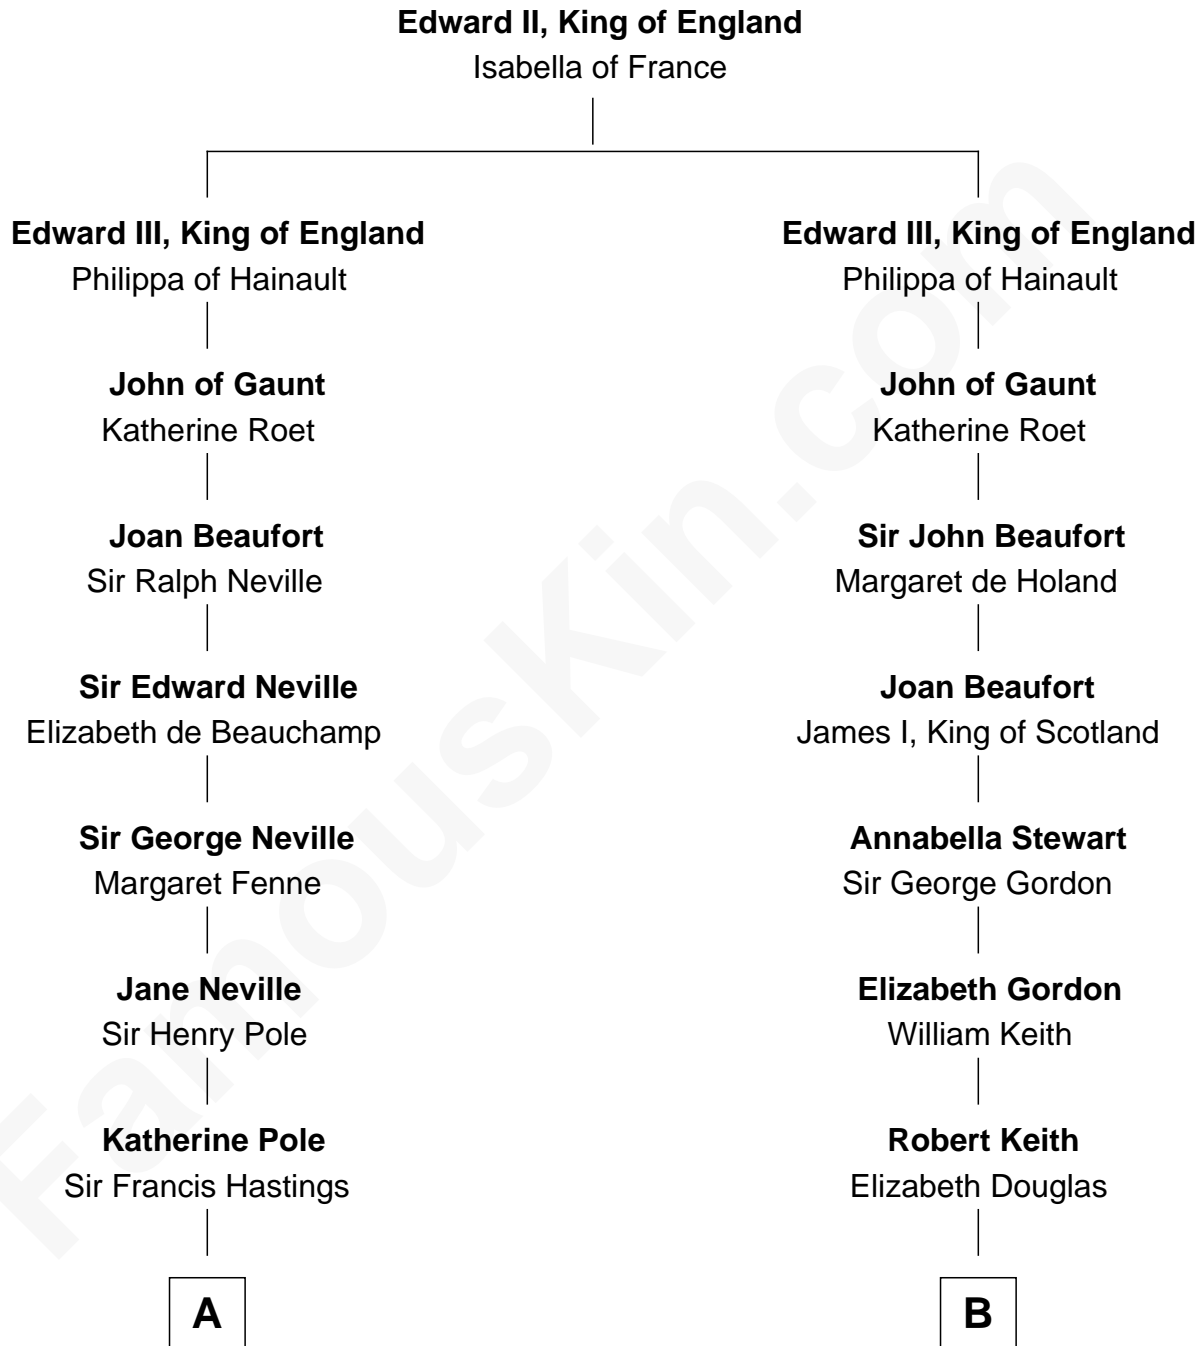 Edward II, King of England
Isabella of France
Edward III, King of England
Philippa of Hainault
John of Gaunt
Katherine Roet
Joan Beaufort
Sir Ralph Neville
Sir Edward Neville
Elizabeth de Beauchamp
Sir George Neville
Margaret Fenne
Jane Neville
Sir Henry Pole
Katherine Pole
Sir Francis Hastings
A
Edward III, King of England
Philippa of Hainault
John of Gaunt
Katherine Roet
Sir John Beaufort
Margaret de Holand
Joan Beaufort
James I, King of Scotland
Annabella Stewart
Sir George Gordon
Elizabeth Gordon
William Keith
Robert Keith
Elizabeth Douglas
B
FamousKin.com